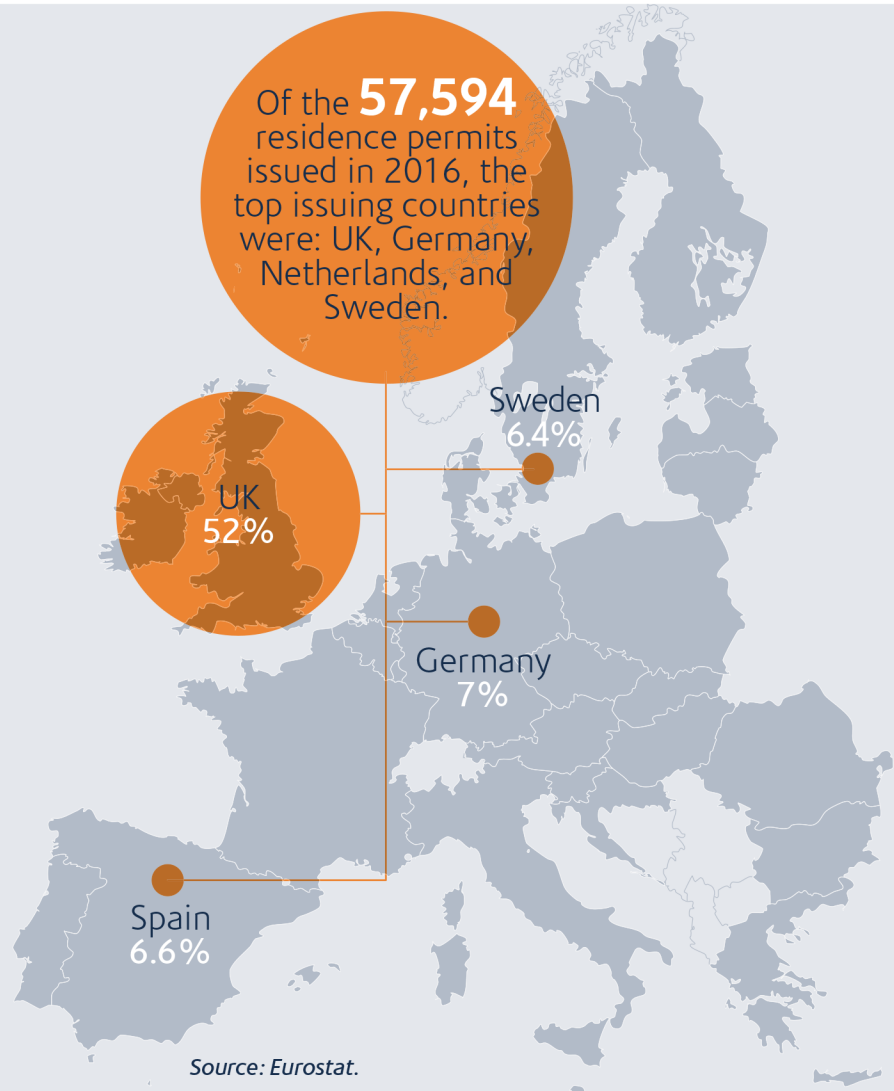 Of the 57,594
residence permits
issued in 2016, the
top issuing countries
were: UK, Germany,
Netherlands, and
Sweden.
Sweden
6.4%
UK
52%
Germany
7%
Spain
6.6%
Source: Eurostat.